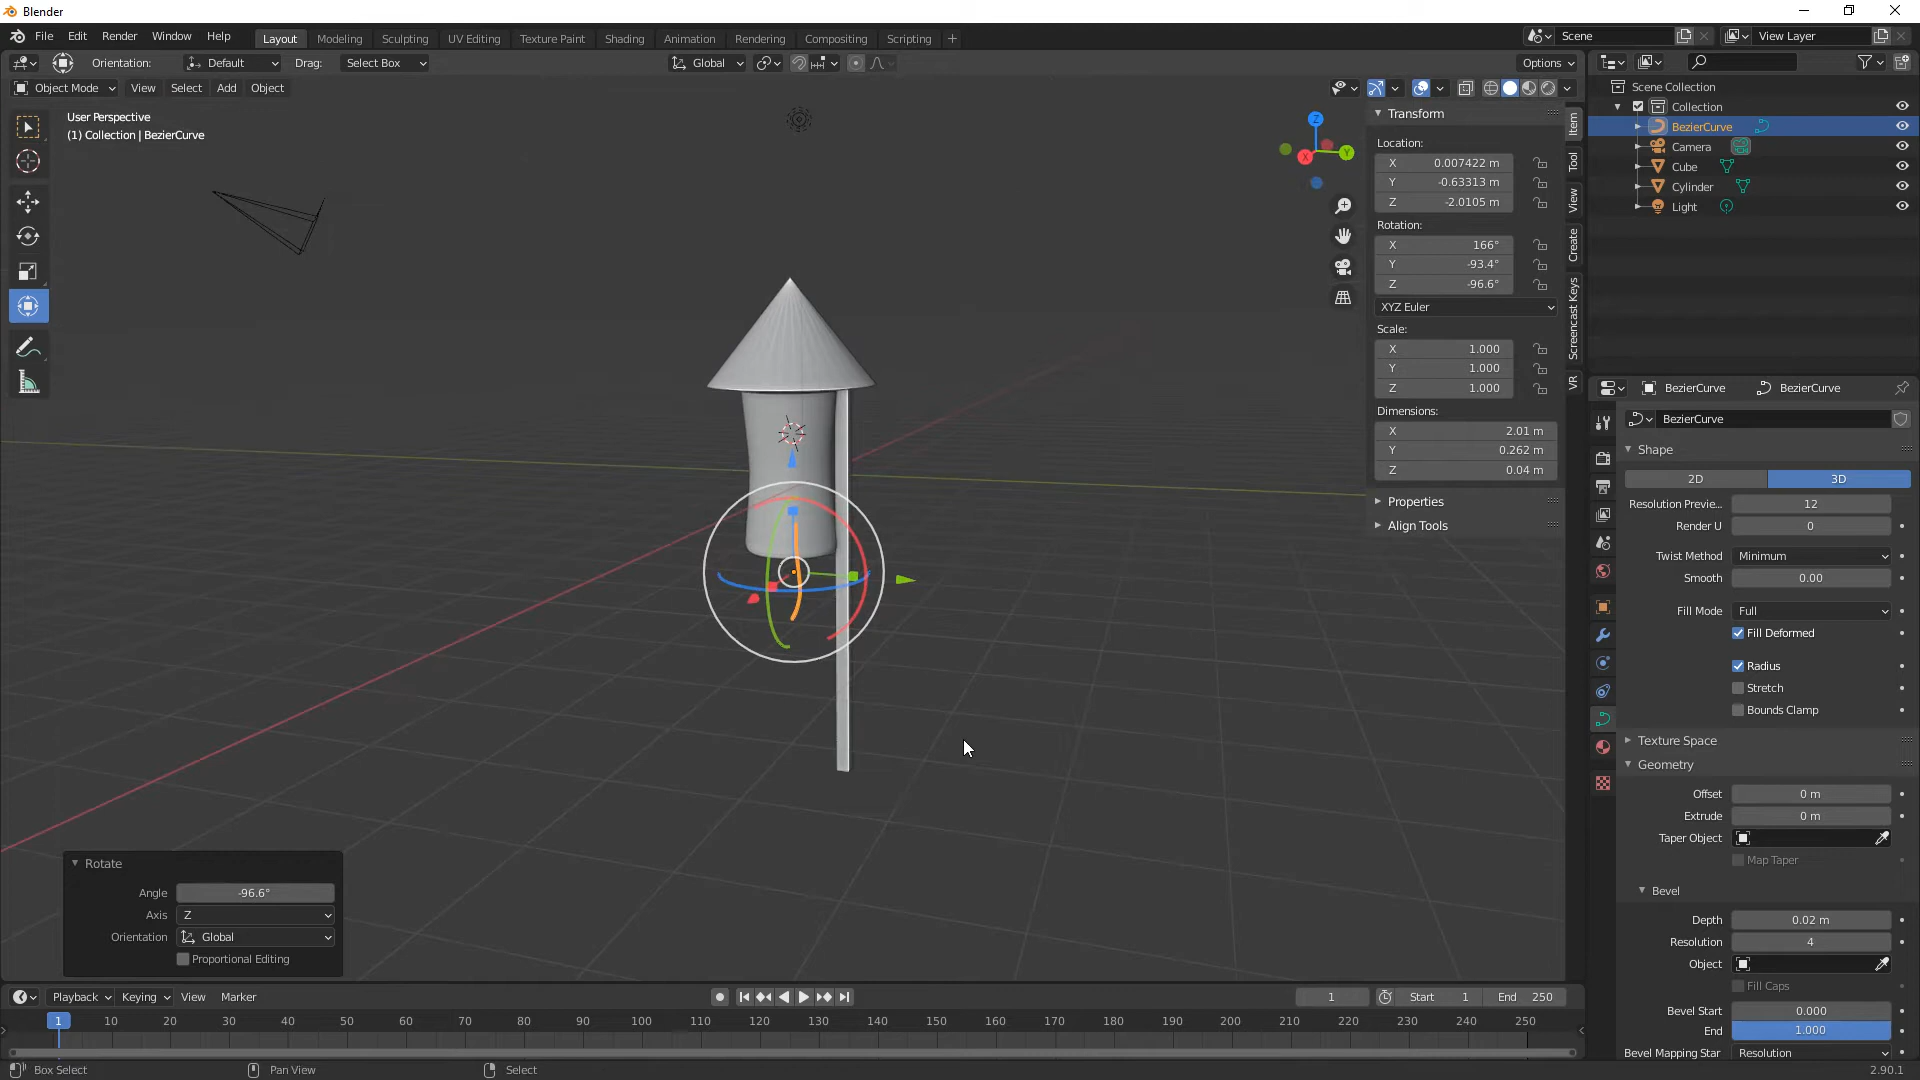 Blender
File Edit Render Window Help
Layout Modeling Sculpting UV Editing Texture Paint Shading Animation Rendering Compositing Scripting +
Scene
View Layer
Orientation: Default Drag: Select Box
Global
Options
Object Mode View Select Add Object
User Perspective
(1) Collection | BezierCurve
Z
Y
X
Transform
Location:
X 0.007422 m
Y -0.63313 m
Z -2.0105 m
Rotation:
X 166°
Y -93.4°
Z -96.6°
XYZ Euler
Scale:
X 1.000
Y 1.000
Z 1.000
Dimensions:
X 2.01 m
Y 0.262 m
Z 0.04 m
Properties
Align Tools
Item
Tool
View
Create
Screencast Keys
VR
Scene Collection
Collection
BezierCurve
Camera
Cube
Cylinder
Light
BezierCurve BezierCurve
BezierCurve
Shape
2D 3D
Resolution Previe... 12
Render U 0
Twist Method Minimum
Smooth 0.00
Fill Mode Full
Fill Deformed
Radius
Stretch
Bounds Clamp
Texture Space
Geometry
Offset 0 m
Extrude 0 m
Taper Object
Map Taper
Bevel
Depth 0.02 m
Resolution 4
Object
Fill Caps
Bevel Start 0.000
End 1.000
Bevel Mapping Star Resolution
Rotate
Angle -96.6°
Axis Z
Orientation Global
Proportional Editing
Playback Keying View Marker
1 Start 1 End 250
1 10 20 30 40 50 60 70 80 90 100 110 120 130 140 150 160 170 180 190 200 210 220 230 240 250
Box Select Pan View Select 2.90.1